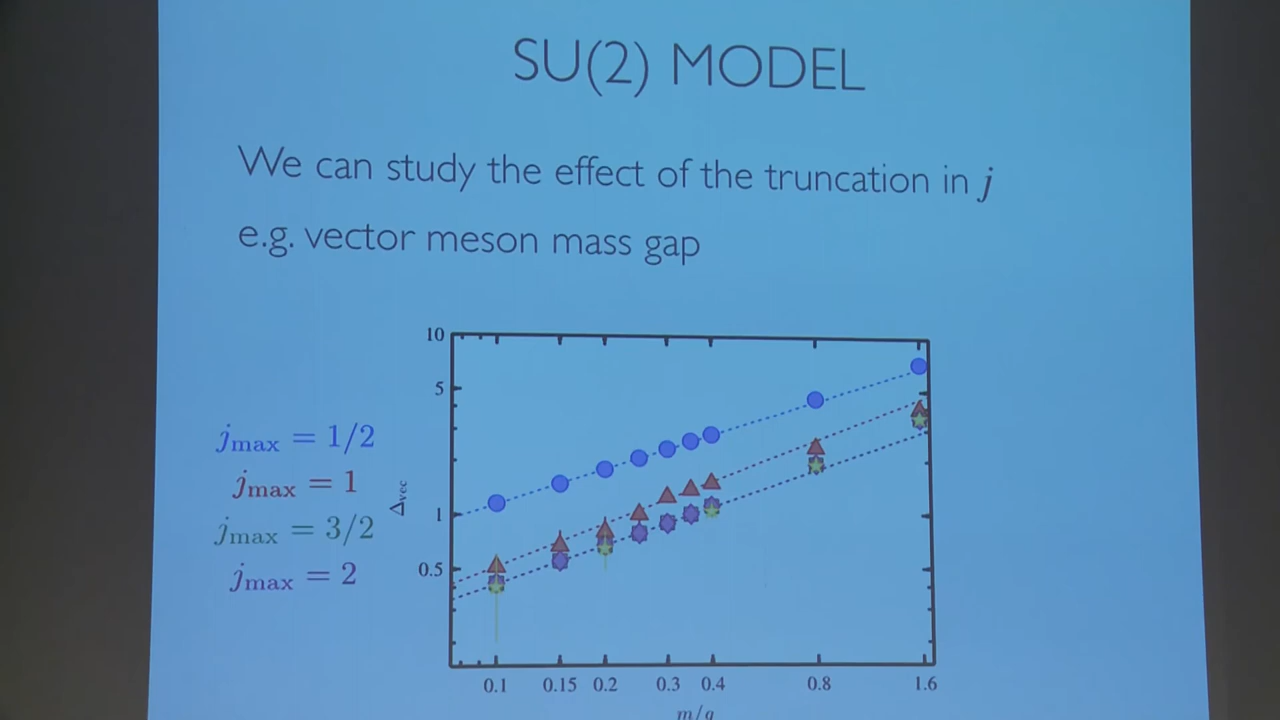 SU(2) MODEL
We can study the effect of the truncation in j
e.g. vector meson mass gap
j_max = 1/2
j_max = 1
j_max = 3/2
j_max = 2
10
5
1
0.5
Δ_vec
0.1 0.15 0.2 0.3 0.4 0.8 1.6
m/g